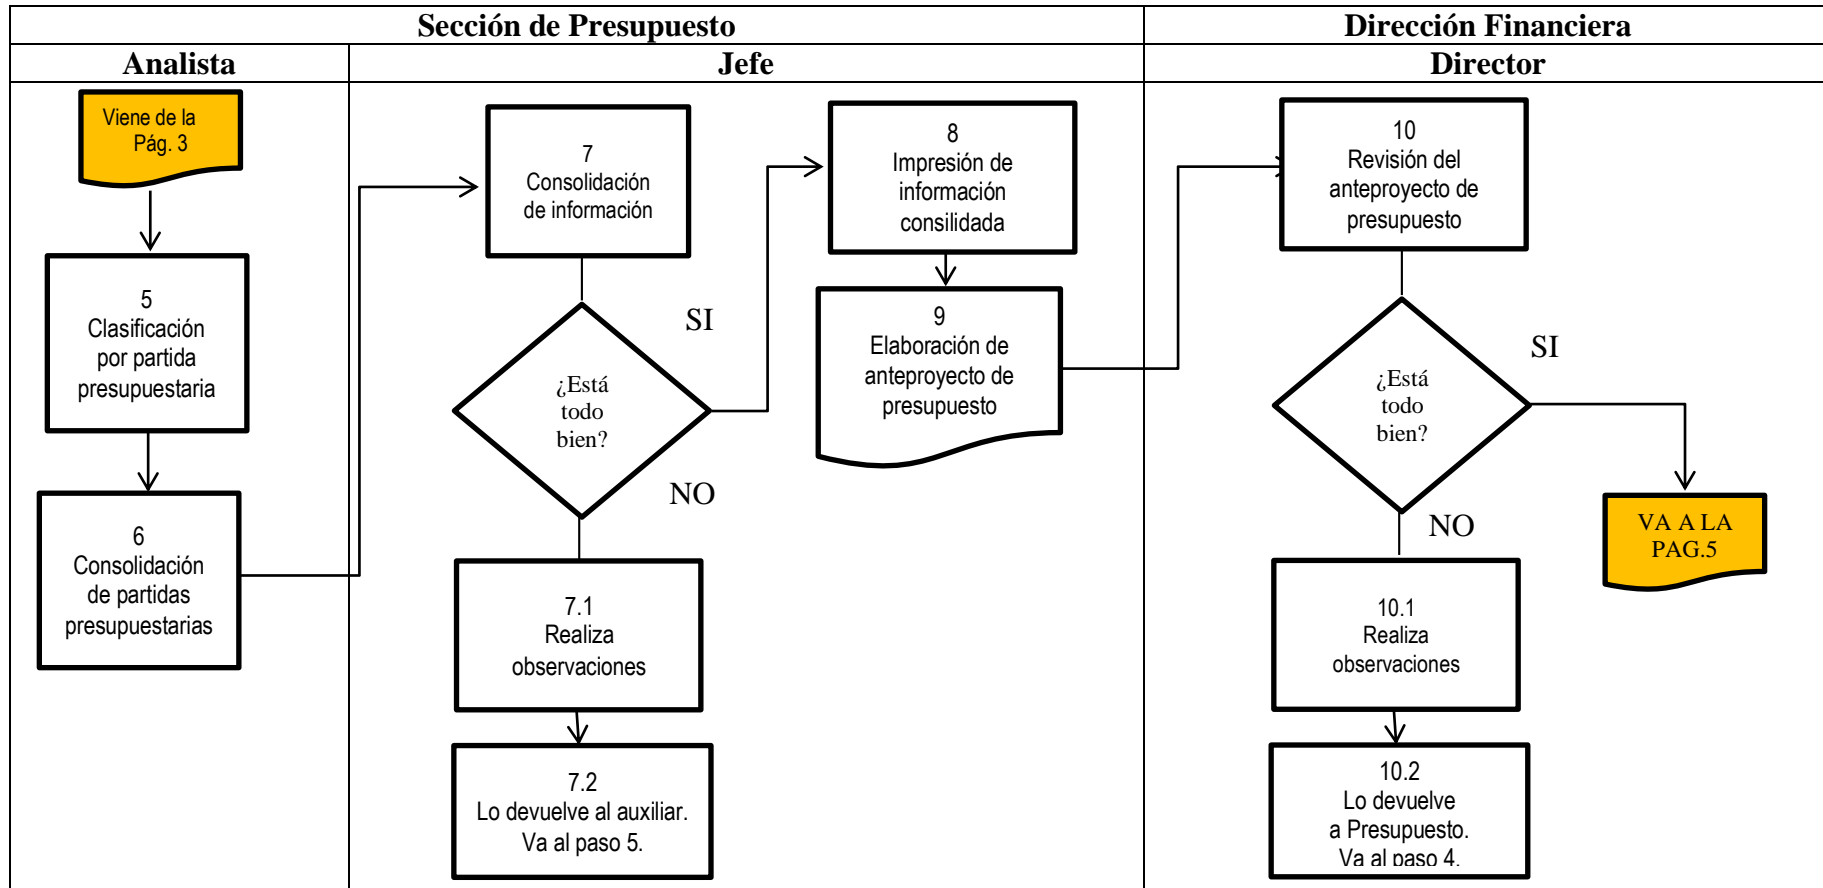 Sección de Presupuesto
Dirección Financiera
Analista
Jefe
Director
Viene de la
Pág. 3
5
Clasificación
por partida
presupuestaria
6
Consolidación
de partidas
presupuestarias
7
Consolidación
de información
¿Está
todo
bien?
SI
NO
7.1
Realiza
observaciones
7.2
Lo devuelve al auxiliar.
Va al paso 5.
8
Impresión de
información
consilidada
9
Elaboración de
anteproyecto de
presupuesto
10
Revisión del
anteproyecto de
presupuesto
¿Está
todo
bien?
SI
NO
VA A LA
PAG.5
10.1
Realiza
observaciones
10.2
Lo devuelve
a Presupuesto.
Va al paso 4.